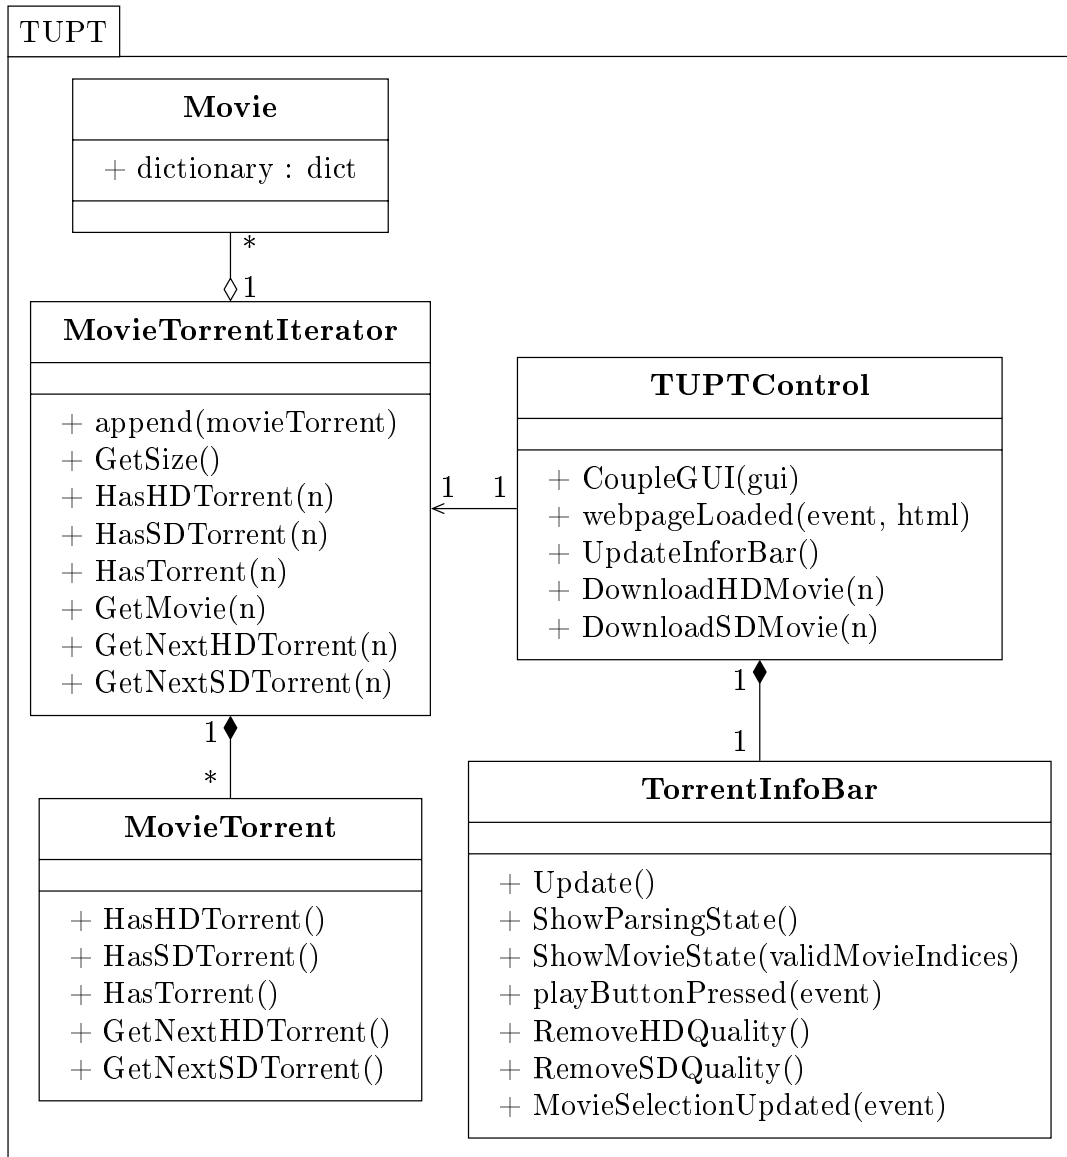 TUPT
Movie
+ dictionary : dict
*
1
MovieTorrentIterator
+ append(movieTorrent)
+ GetSize()
+ HasHDTorrent(n)
+ HasSDTorrent(n)
+ HasTorrent(n)
+ GetMovie(n)
+ GetNextHDTorrent(n)
+ GetNextSDTorrent(n)
1 1
TUPTControl
+ CoupleGUI(gui)
+ webpageLoaded(event, html)
+ UpdateInforBar()
+ DownloadHDMovie(n)
+ DownloadSDMovie(n)
1
*
MovieTorrent
+ HasHDTorrent()
+ HasSDTorrent()
+ HasTorrent()
+ GetNextHDTorrent()
+ GetNextSDTorrent()
1
1
TorrentInfoBar
+ Update()
+ ShowParsingState()
+ ShowMovieState(validMovieIndices)
+ playButtonPressed(event)
+ RemoveHDQuality()
+ RemoveSDQuality()
+ MovieSelectionUpdated(event)